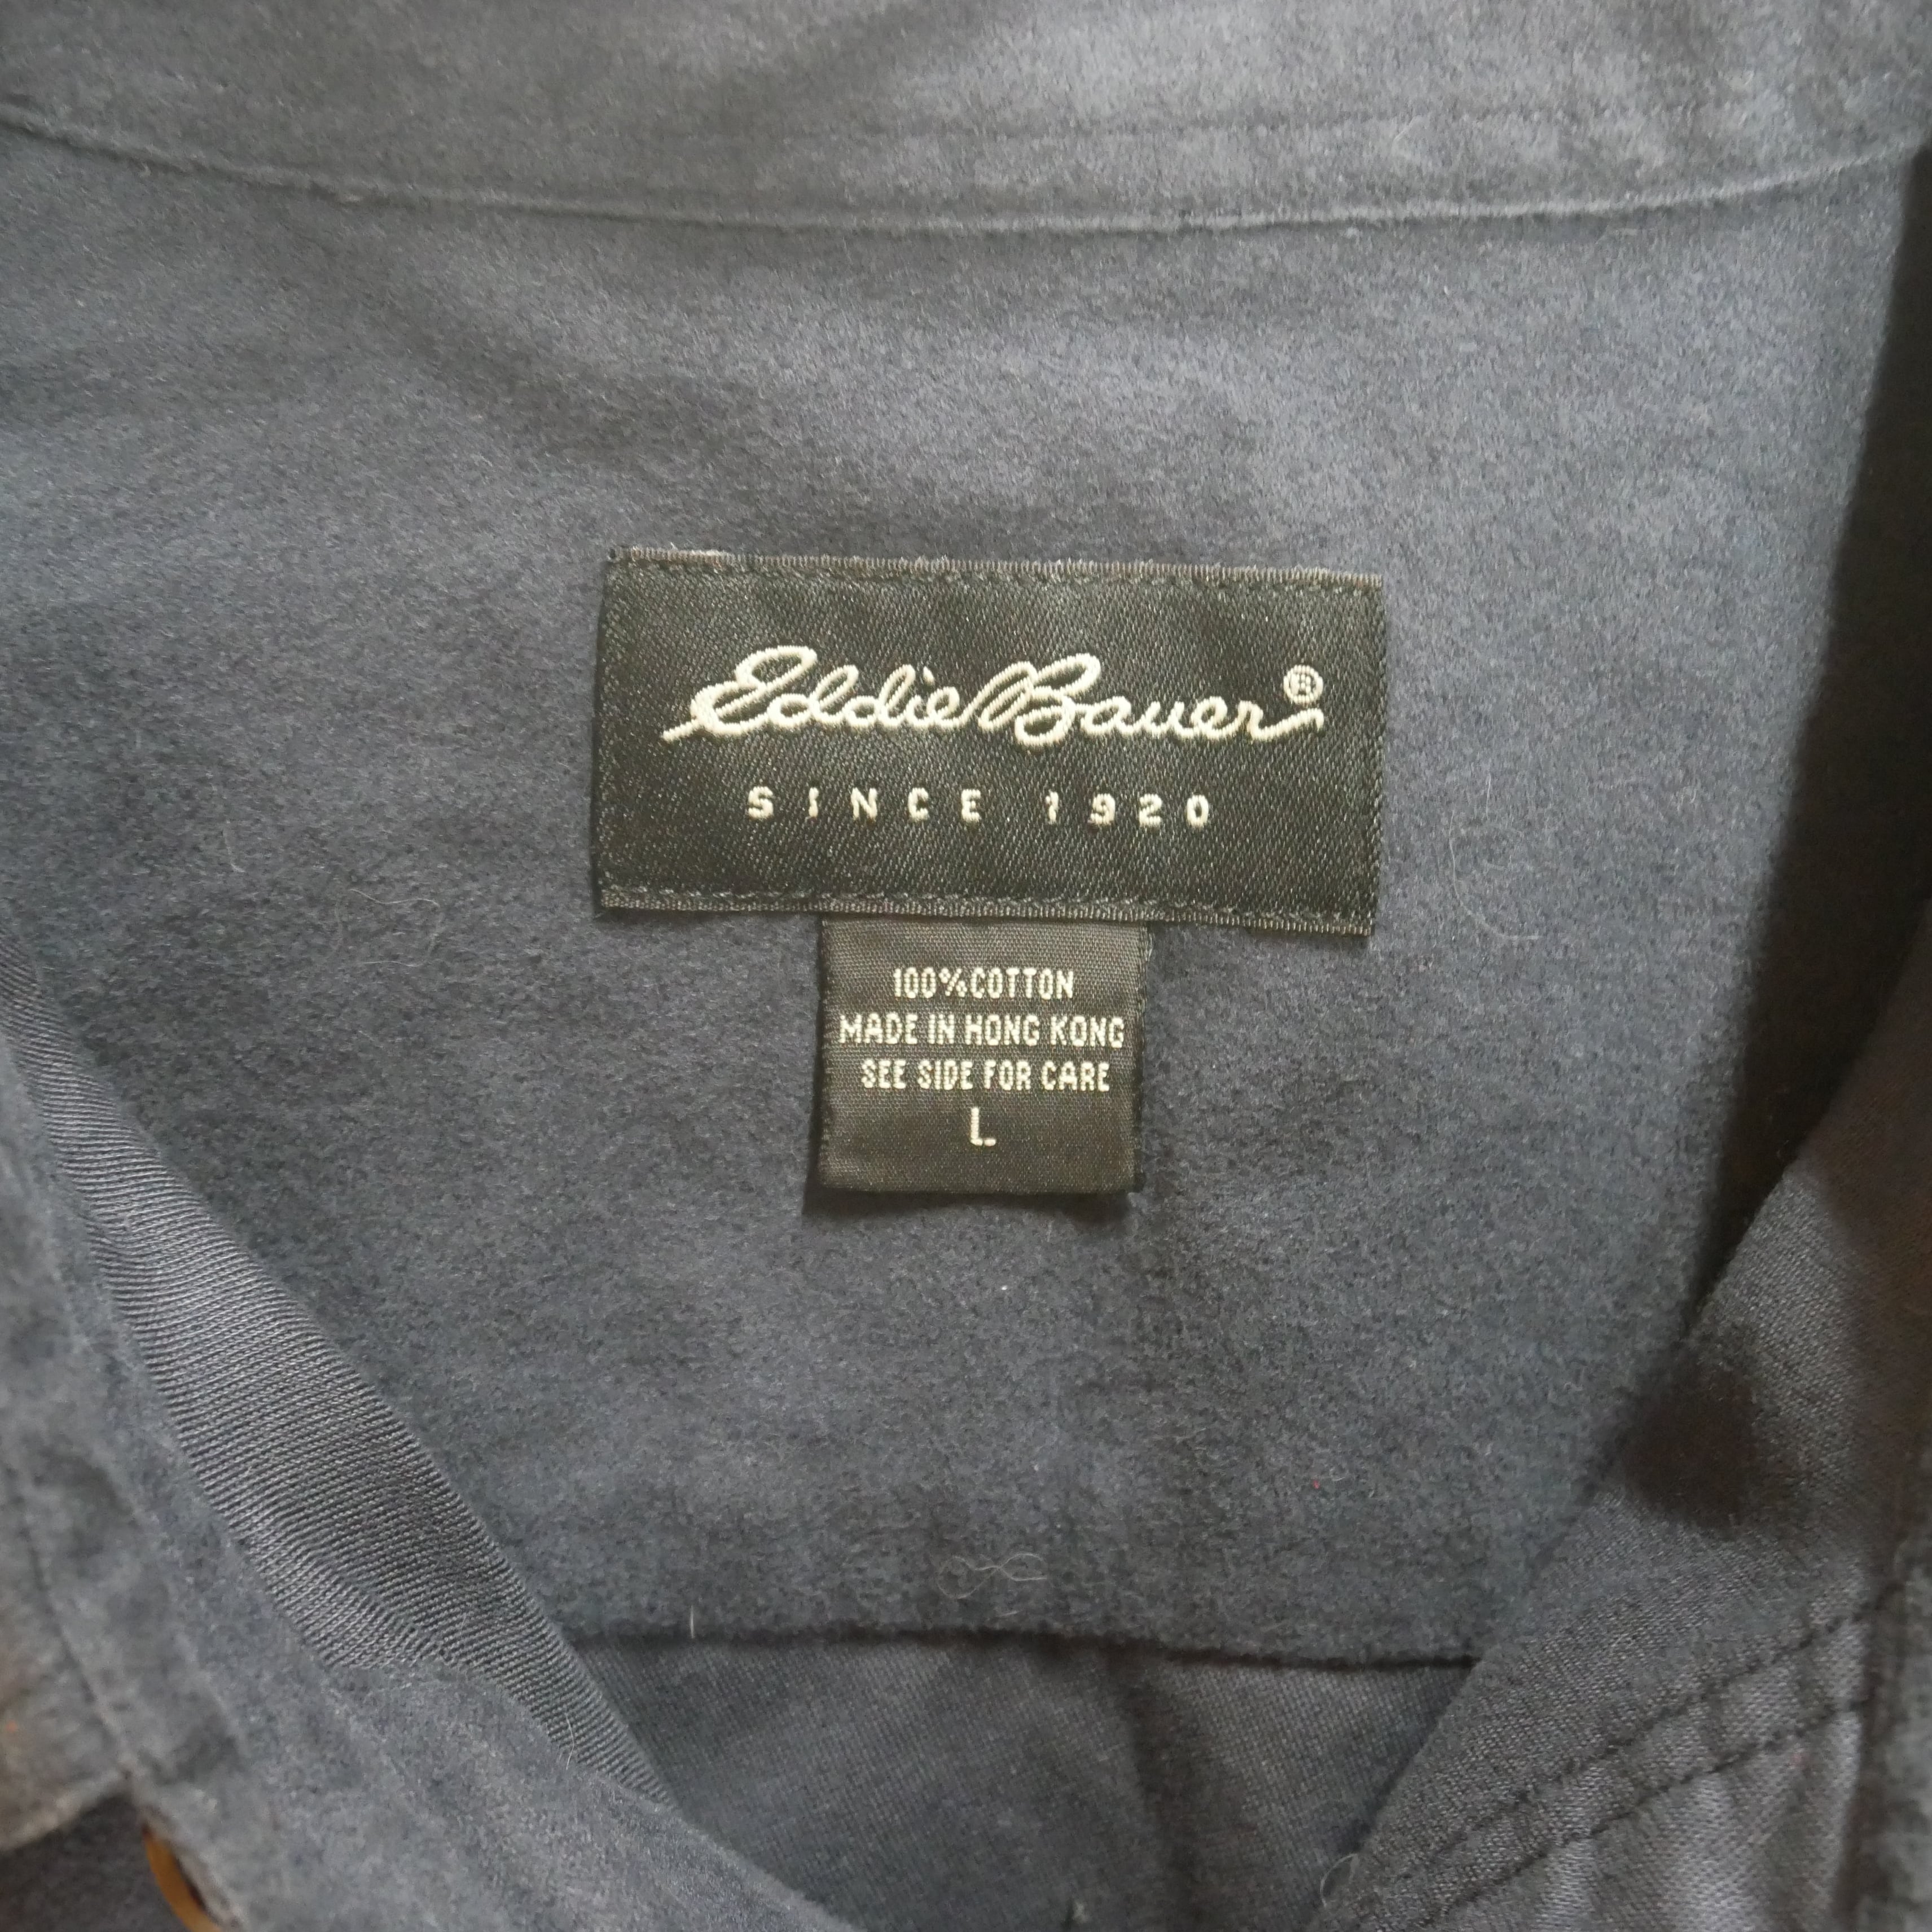 Eddie Bauer®
SINCE 1920
100% COTTON
MADE IN HONG KONG
SEE SIDE FOR CARE
L